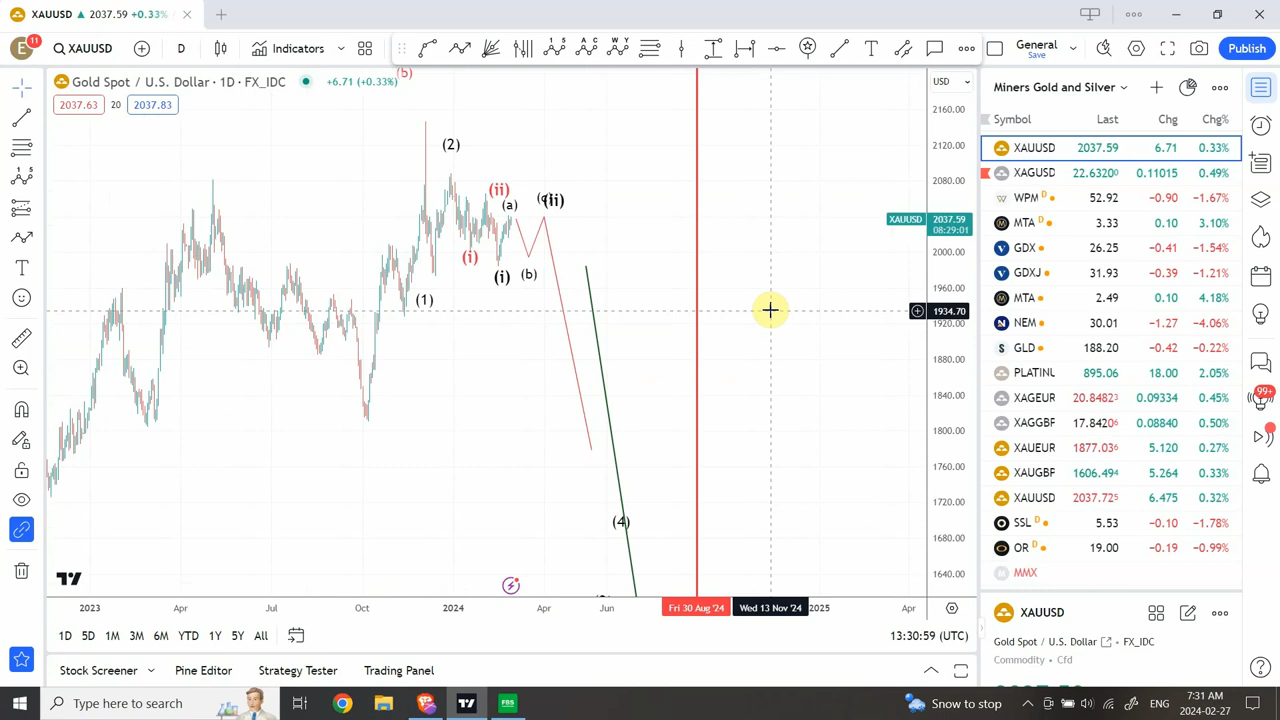 XAUUSD ▲ 2037.59 +0.33%
E 11 XAUUSD D Indicators General Save Publish
Gold Spot / U.S. Dollar · 1D · FX_IDC +6.71 (+0.33%)
(b)
2037.63 20 2037.83
USD
2160.00
2120.00
2080.00
XAUUSD 2037.59
08:29:01
2000.00
1960.00
1934.70
1920.00
1880.00
1840.00
1800.00
1760.00
1720.00
1680.00
1640.00
(2)
(ii)
(a)
(ii)
(i)
(i)
(b)
(1)
(4)
2023 Apr Jul Oct 2024 Apr Jun Fri 30 Aug '24 Wed 13 Nov '24 2025 Apr
1D 5D 1M 3M 6M YTD 1Y 5Y All
13:30:59 (UTC)
Stock Screener Pine Editor Strategy Tester Trading Panel
Miners Gold and Silver
Symbol Last Chg Chg%
XAUUSD 2037.59 6.71 0.33%
XAGUSD 22.63200 0.11015 0.49%
WPM D 52.92 −0.90 −1.67%
MTA D 3.33 0.10 3.10%
GDX 26.25 −0.41 −1.54%
GDXJ 31.93 −0.39 −1.21%
MTA 2.49 0.10 4.18%
NEM 30.01 −1.27 −4.06%
GLD 188.20 −0.42 −0.22%
PLATINU 895.06 18.00 2.05%
XAGEUR 20.84823 0.09334 0.45%
XAGGBP 17.84206 0.08840 0.50%
XAUEUR 1877.036 5.120 0.27%
XAUGBP 1606.494 5.264 0.33%
XAUUSD 2037.725 6.475 0.32%
SSL D 5.53 −0.10 −1.78%
OR D 19.00 −0.19 −0.99%
MMX
XAUUSD
Gold Spot / U.S. Dollar • FX_IDC
Commodity • Cfd
99+
Type here to search
FBS
Snow to stop
7:31 AM
2024-02-27